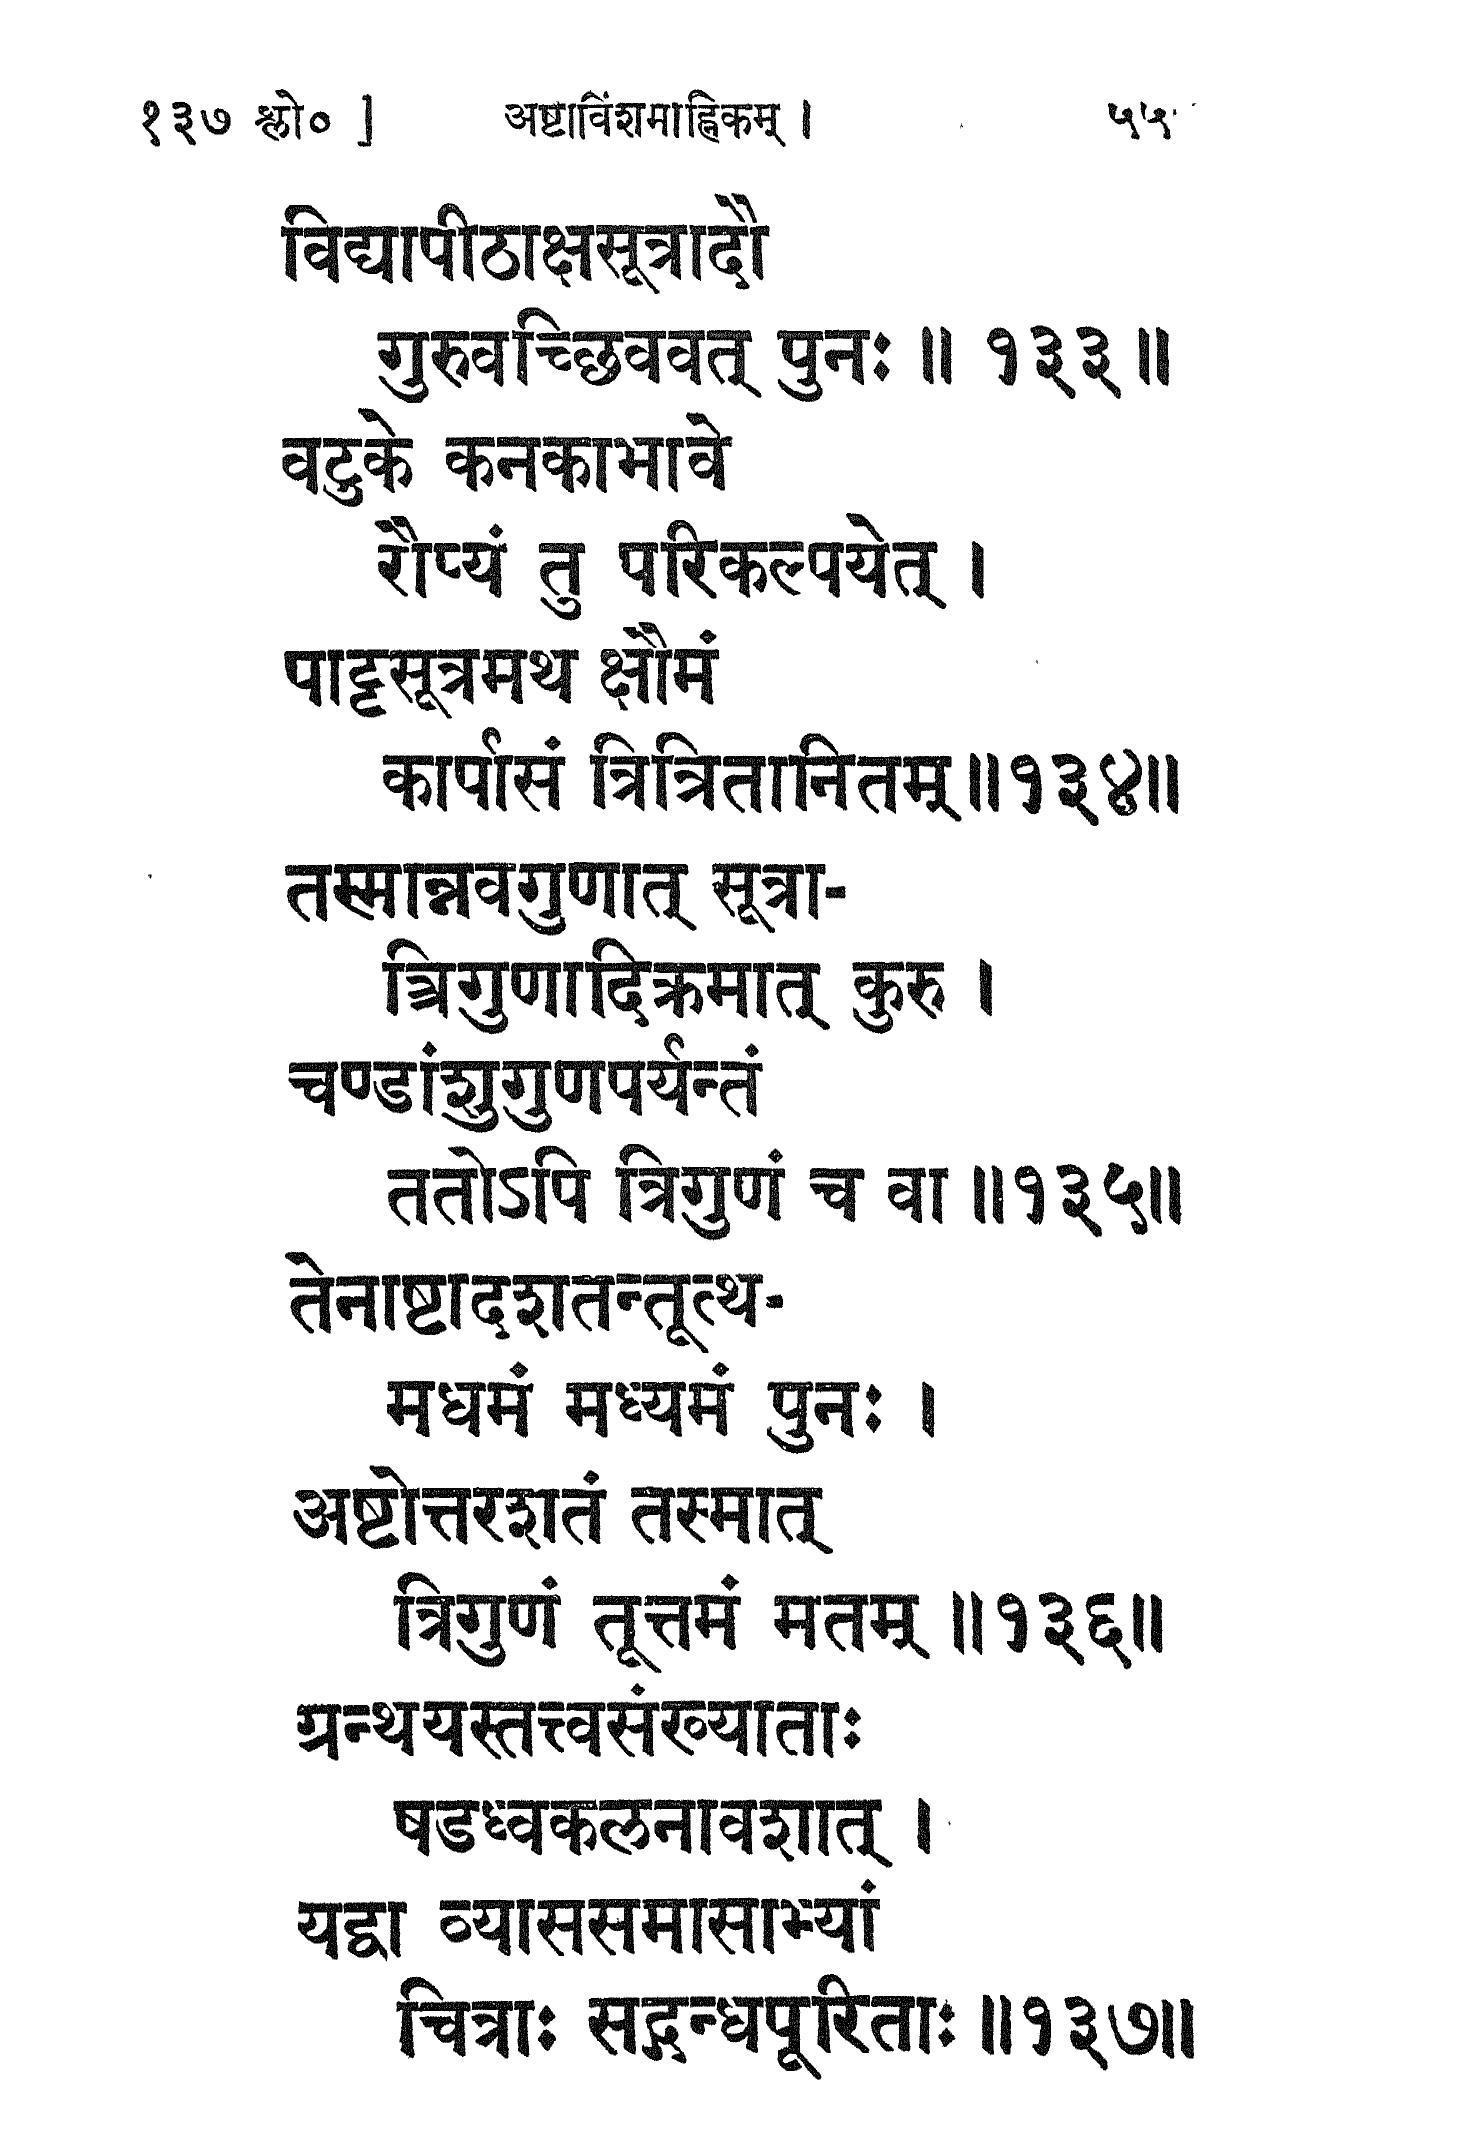 १३७ श्लो० ] अष्टाविंशमाह्निकम् । ५५
विद्यापीठाक्षसूत्रादौ
गुरुवच्छिववत् पुनः ॥ १३३ ॥
वटुके कनकाभावे
रौप्यं तु परिकल्पयेत् ।
पाट्टसूत्रमथ क्षौमं
कार्पासं त्रित्रितानितम् ॥१३४॥
तस्मान्नवगुणात् सूत्रा-
त्त्रिगुणादिक्रमात् कुरु ।
चण्डांशुगुणपर्यन्तं
ततोऽपि त्रिगुणं च वा ॥१३५॥
तेनाष्टादशतन्तूत्थ-
मधमं मध्यमं पुनः ।
अष्टोत्तरशतं तस्मात्
त्रिगुणं तूत्तमं मतम् ॥१३६॥
ग्रन्थयस्तत्त्वसंख्याताः
षडध्वकलनावशात् ।
यद्वा व्याससमासाभ्यां
चित्राः सद्गन्धपूरिताः ॥१३७॥